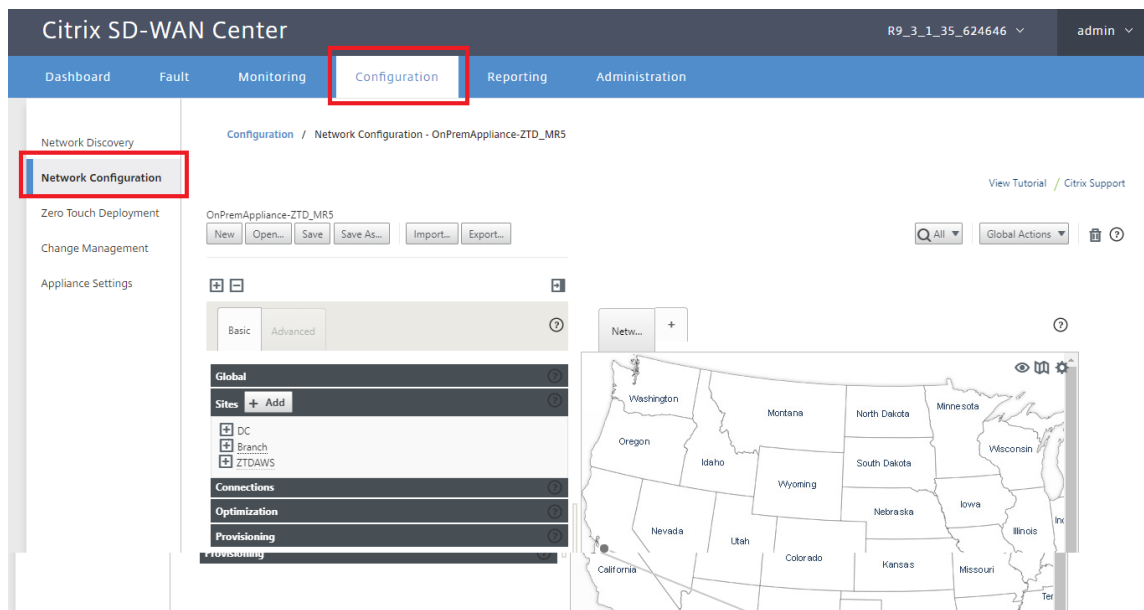 Citrix SD-WAN Center
R9_3_1_35_624646
admin
Dashboard Fault Monitoring Configuration Reporting Administration
Configuration / Network Configuration - OnPremAppliance-ZTD_MR5
Network Discovery
Network Configuration
Zero Touch Deployment
Change Management
Appliance Settings
View Tutorial / Citrix Support
OnPremAppliance-ZTD_MR5
New Open... Save Save As... Import... Export...
All Global Actions
Basic Advanced
Netw... +
Global
Sites + Add
DC
Branch
ZTDAWS
Connections
Optimization
Provisioning
Provisioning
Washington
Montana
North Dakota
Minnesota
Oregon
Idaho
South Dakota
Wisconsin
Wyoming
Nebraska
Iowa
Illinois
Inc
Nevada
Utah
Colorado
Kansas
Missouri
California
Ter